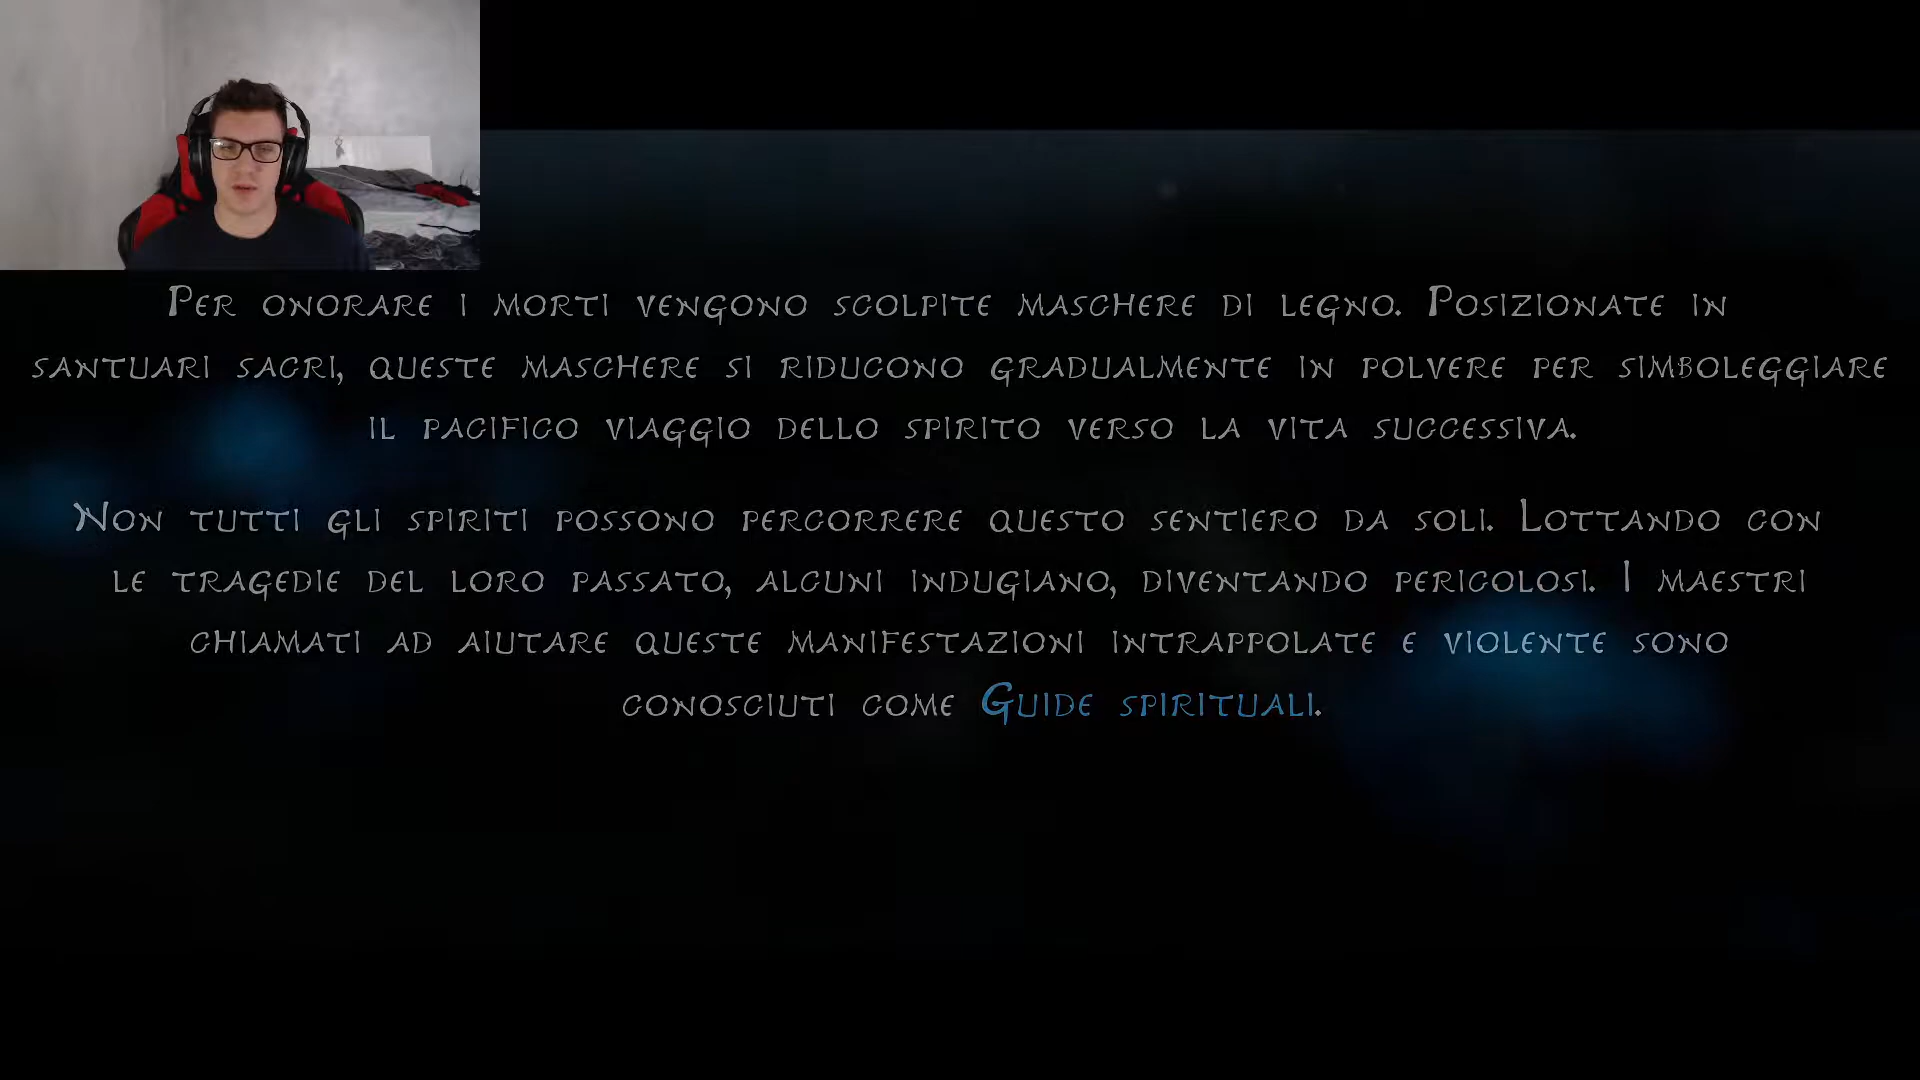 Per onorare i morti vengono scolpite maschere di legno. Posizionate in
santuari sacri, queste maschere si riducono gradualmente in polvere per simboleggiare
il pacifico viaggio dello spirito verso la vita successiva.
Non tutti gli spiriti possono percorrere questo sentiero da soli. Lottando con
le tragedie del loro passato, alcuni indugiano, diventando pericolosi. I maestri
chiamati ad aiutare queste manifestazioni intrappolate e violente sono
conosciuti come Guide spirituali.